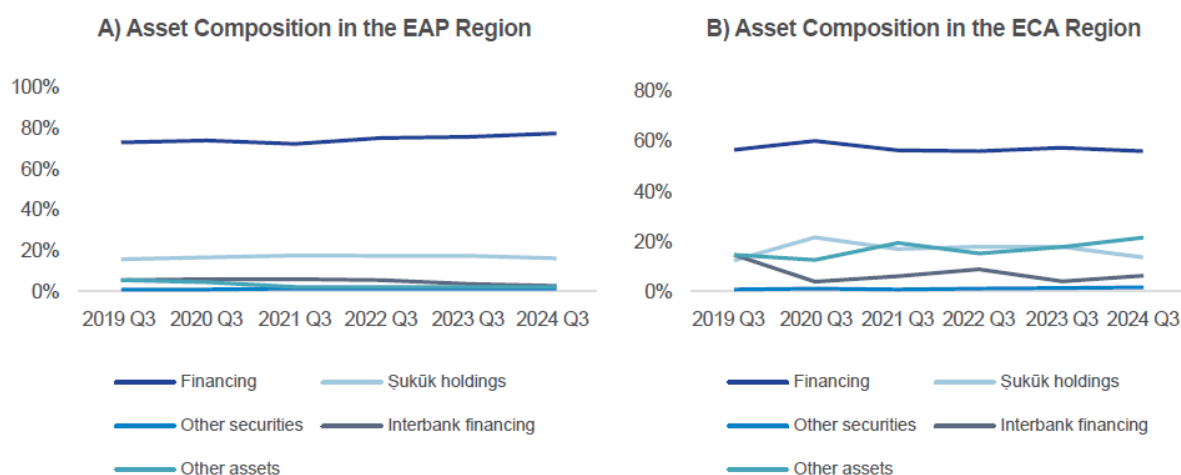 A) Asset Composition in the EAP Region
100%
80%
60%
40%
20%
0%
2019 Q3 2020 Q3 2021 Q3 2022 Q3 2023 Q3 2024 Q3
Financing Ṣukūk holdings
Other securities Interbank financing
Other assets
B) Asset Composition in the ECA Region
80%
60%
40%
20%
0%
2019 Q3 2020 Q3 2021 Q3 2022 Q3 2023 Q3 2024 Q3
Financing Ṣukūk holdings
Other securities Interbank financing
Other assets